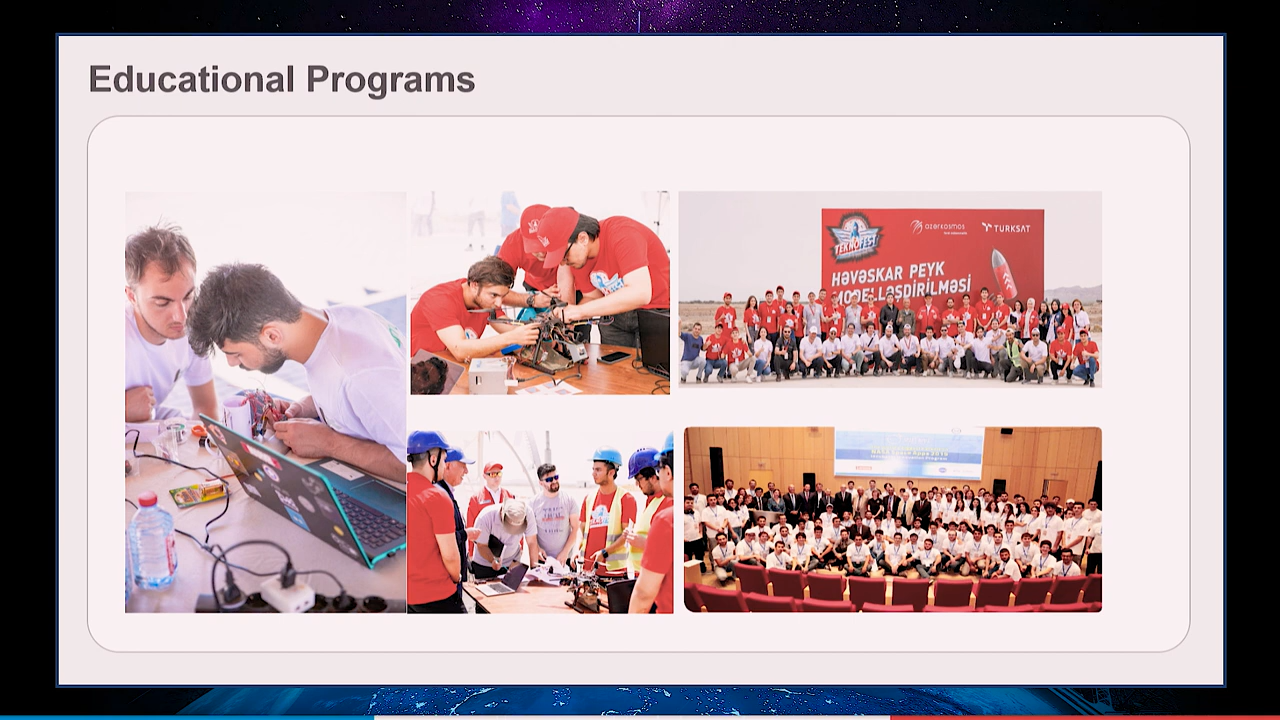 Educational Programs
TEKNOFEST
azərkosmos
TURKSAT
HƏVƏSKAR PEYK
MODELLƏŞDİRİLMƏSİ